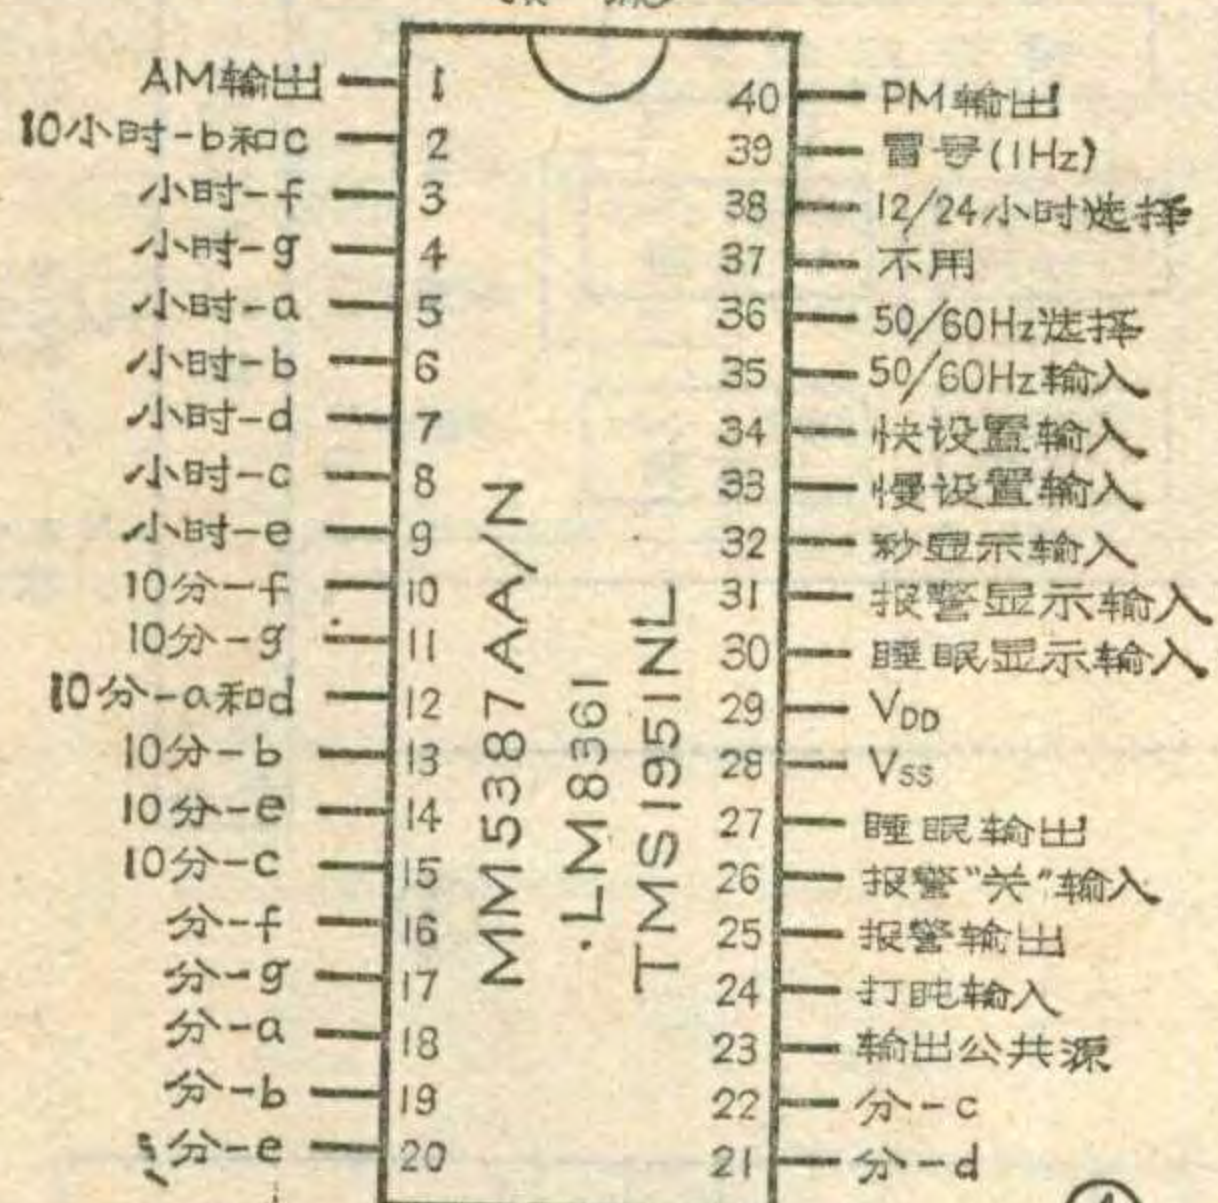 AM输出 1
10小时-b和c 2
小时-f 3
小时-g 4
小时-a 5
小时-b 6
小时-d 7
小时-c 8
小时-e 9
10分-f 10
10分-g 11
10分-a和d 12
10分-b 13
10分-e 14
10分-c 15
分-f 16
分-g 17
分-a 18
分-b 19
分-e 20
MM5387AA/N
LM8361
TMS1951NL
40 PM输出
39 冒号(1Hz)
38 12/24小时选择
37 不用
36 50/60Hz选择
35 50/60Hz输入
34 快设置输入
33 慢设置输入
32 秒显示输入
31 报警显示输入
30 睡眠显示输入
29 VDD
28 VSS
27 睡眠输出
26 报警"关"输入
25 报警输出
24 打盹输入
23 输出公共源
22 分-c
21 分-d